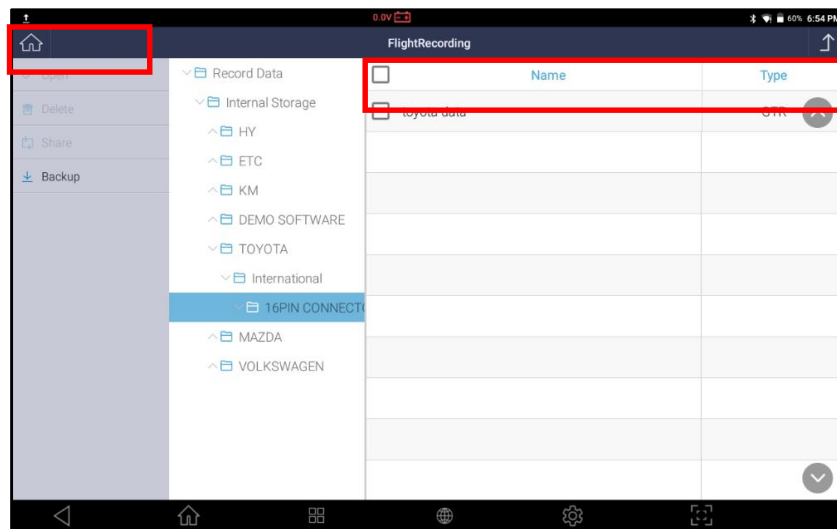 0.0V
60% 6:54 PM
FlightRecording
Open
Delete
Share
Backup
Record Data
Internal Storage
HY
ETC
KM
DEMO SOFTWARE
TOYOTA
International
16PIN CONNECT
MAZDA
VOLKSWAGEN
Name Type
toyota data